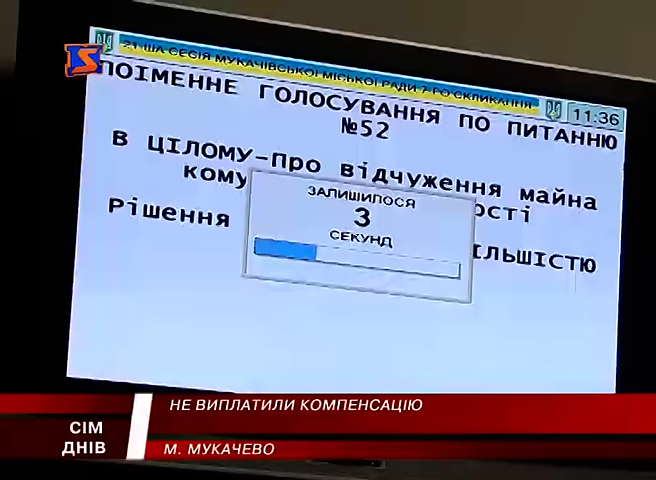 21-ША СЕСІЯ МУКАЧІВСЬКОЇ МІСЬКОЇ РАДИ 7-ГО СКЛИКАННЯ
11:36
ПОІМЕННЕ ГОЛОСУВАННЯ ПО ПИТАННЮ
№52
В ЦІЛОМУ-Про відчуження майна
кому ості
Рішення ільшістю
ЗАЛИШИЛОСЯ
3
СЕКУНД
НЕ ВИПЛАТИЛИ КОМПЕНСАЦІЮ
СІМ
ДНІВ
М. МУКАЧЕВО